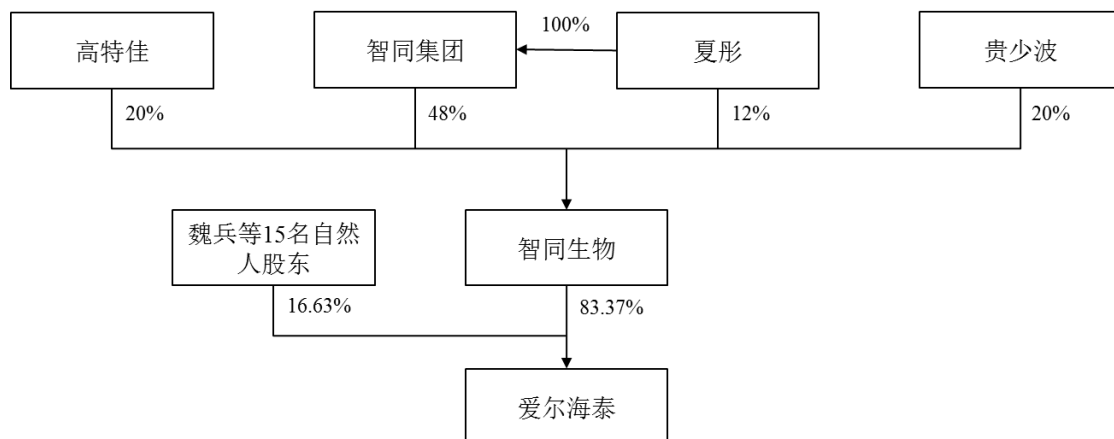 100%
高特佳
智同集团
夏彤
贵少波
20%
48%
12%
20%
魏兵等15名自然
人股东
智同生物
16.63%
83.37%
爱尔海泰